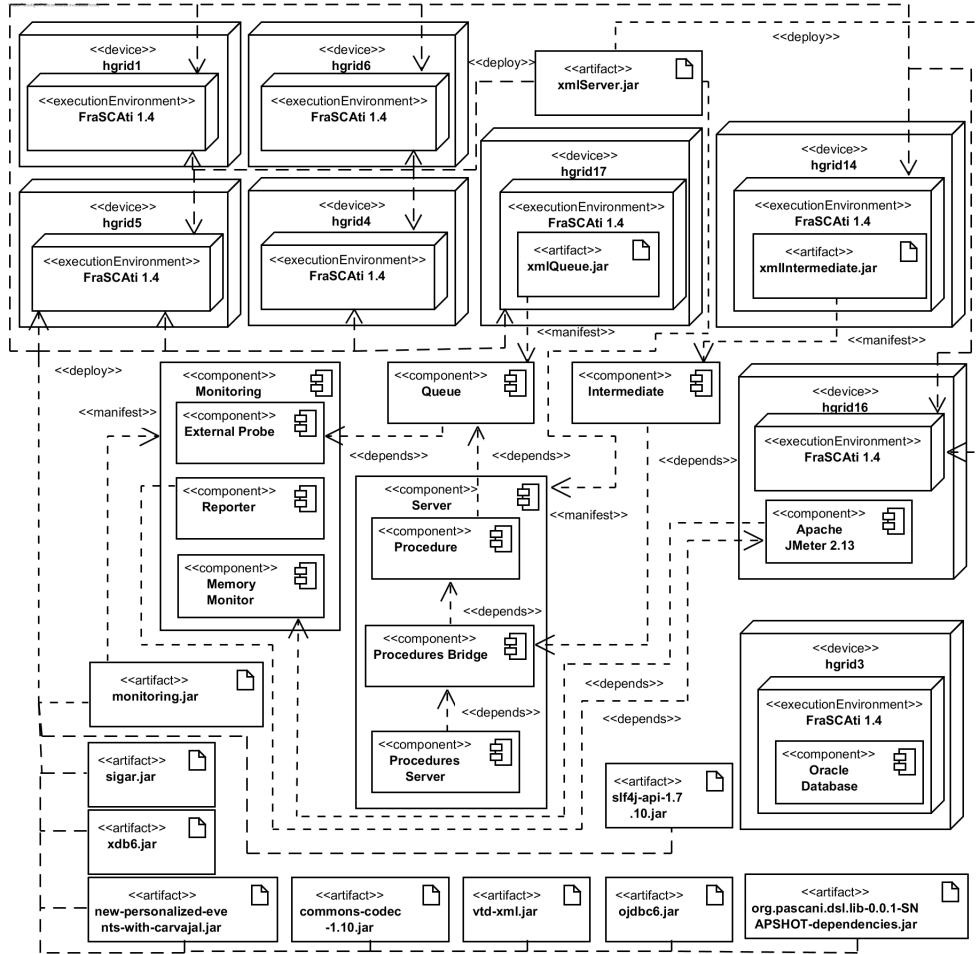 <<device>>
hgrid1
<<executionEnvironment>>
FraSCAti 1.4
<<device>>
hgrid6
<<executionEnvironment>>
FraSCAti 1.4
<<deploy>>
<<artifact>>
xmlServer.jar
<<deploy>>
<<device>>
hgrid5
<<executionEnvironment>>
FraSCAti 1.4
<<device>>
hgrid4
<<executionEnvironment>>
FraSCAti 1.4
<<device>>
hgrid17
<<executionEnvironment>>
FraSCAti 1.4
<<artifact>>
xmlQueue.jar
<<device>>
hgrid14
<<executionEnvironment>>
FraSCAti 1.4
<<artifact>>
xmlIntermediate.jar
<<manifest>>
<<manifest>>
<<deploy>>
<<manifest>>
<<component>>
Monitoring
<<component>>
External Probe
<<component>>
Reporter
<<component>>
Memory
Monitor
<<component>>
Queue
<<depends>>
<<depends>>
<<component>>
Intermediate
<<depends>>
<<manifest>>
<<component>>
Server
<<component>>
Procedure
<<depends>>
<<component>>
Procedures Bridge
<<depends>>
<<component>>
Procedures
Server
<<device>>
hgrid16
<<executionEnvironment>>
FraSCAti 1.4
<<component>>
Apache
JMeter 2.13
<<depends>>
<<depends>>
<<device>>
hgrid3
<<executionEnvironment>>
FraSCAti 1.4
<<component>>
Oracle
Database
<<artifact>>
monitoring.jar
<<artifact>>
sigar.jar
<<artifact>>
xdb6.jar
<<artifact>>
slf4j-api-1.7
.10.jar
<<artifact>>
new-personalized-eve
nts-with-carvajal.jar
<<artifact>>
commons-codec
-1.10.jar
<<artifact>>
vtd-xml.jar
<<artifact>>
ojdbc6.jar
<<artifact>>
org.pascani.dsl.lib-0.0.1-SN
APSHOT-dependencies.jar